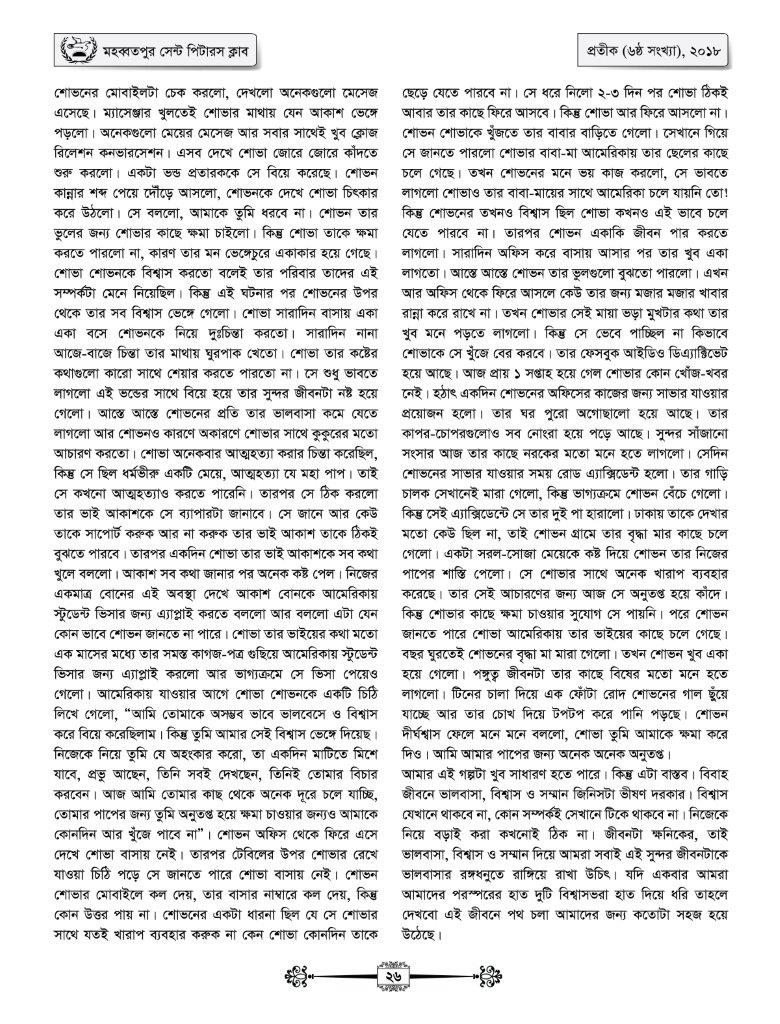 মহব্বতপুর সেন্ট পিটারস ক্লাব
প্রতীক (৬ষ্ঠ সংখ্যা), ২০১৮
শোভনের মোবাইলটা চেক করলো, দেখলো অনেকগুলো মেসেজ
এসেছে। ম্যাসেঞ্জার খুলতেই শোভার মাথায় যেন আকাশ ভেঙ্গে
পড়লো। অনেকগুলো মেয়ের মেসেজ আর সবার সাথেই খুব ক্লোজ
রিলেশন কনভারসেশন। এসব দেখে শোভা জোরে জোরে কাঁদতে
শুরু করলো। একটা ভন্ড প্রতারককে সে বিয়ে করেছে। শোভন
কান্নার শব্দ পেয়ে দৌঁড়ে আসলো, শোভনকে দেখে শোভা চিৎকার
করে উঠলো। সে বললো, আমাকে তুমি ধরবে না। শোভন তার
ভুলের জন্য শোভার কাছে ক্ষমা চাইলো। কিন্তু শোভা তাকে ক্ষমা
করতে পারলো না, কারণ তার মন ভেঙ্গেচুরে একাকার হয়ে গেছে।
শোভা শোভনকে বিশ্বাস করতো বলেই তার পরিবার তাদের এই
সম্পর্কটা মেনে নিয়েছিল। কিন্তু এই ঘটনার পর শোভনের উপর
থেকে তার সব বিশ্বাস ভেঙ্গে গেলো। শোভা সারাদিন বাসায় একা
একা বসে শোভনকে নিয়ে দুঃচিন্তা করতো। সারাদিন নানা
আজে-বাজে চিন্তা তার মাথায় ঘুরপাক খেতো। শোভা তার কষ্টের
কথাগুলো কারো সাথে শেয়ার করতে পারতো না। সে শুধু ভাবতে
লাগলো এই ভন্ডের সাথে বিয়ে হয়ে তার সুন্দর জীবনটা নষ্ট হয়ে
গেলো। আস্তে আস্তে শোভনের প্রতি তার ভালবাসা কমে যেতে
লাগলো আর শোভনও কারণে অকারণে শোভার সাথে কুকুরের মতো
আচারণ করতো। শোভা অনেকবার আত্মহত্যা করার চিন্তা করেছিল,
কিন্তু সে ছিল ধর্মভীরু একটি মেয়ে, আত্মহত্যা যে মহা পাপ। তাই
সে কখনো আত্মহত্যাও করতে পারেনি। তারপর সে ঠিক করলো
তার ভাই আকাশকে সে ব্যাপারটা জানাবে। সে জানে আর কেউ
তাকে সাপোর্ট করুক আর না করুক তার ভাই আকাশ তাকে ঠিকই
বুঝতে পারবে। তারপর একদিন শোভা তার ভাই আকাশকে সব কথা
খুলে বললো। আকাশ সব কথা জানার পর অনেক কষ্ট পেল। নিজের
একমাত্র বোনের এই অবস্থা দেখে আকাশ বোনকে আমেরিকায়
স্টুডেন্ট ভিসার জন্য এ্যাপ্লাই করতে বললো আর বললো এটা যেন
কোন ভাবে শোভন জানতে না পারে। শোভা তার ভাইয়ের কথা মতো
এক মাসের মধ্যে তার সমস্ত কাগজ-পত্র গুছিয়ে আমেরিকায় স্টুডেন্ট
ভিসার জন্য এ্যাপ্লাই করলো আর ভাগ্যক্রমে সে ভিসা পেয়েও
গেলো। আমেরিকায় যাওয়ার আগে শোভা শোভনকে একটি চিঠি
লিখে গেলো, “আমি তোমাকে অসম্ভব ভাবে ভালবেসে ও বিশ্বাস
করে বিয়ে করেছিলাম। কিন্তু তুমি আমার সেই বিশ্বাস ভেঙ্গে দিয়েছ।
নিজেকে নিয়ে তুমি যে অহংকার করো, তা একদিন মাটিতে মিশে
যাবে, প্রভু আছেন, তিনি সবই দেখছেন, তিনিই তোমার বিচার
করবেন। আজ আমি তোমার কাছ থেকে অনেক দূরে চলে যাচ্ছি,
তোমার পাপের জন্য তুমি অনুতপ্ত হয়ে ক্ষমা চাওয়ার জন্যও আমাকে
কোনদিন আর খুঁজে পাবে না”। শোভন অফিস থেকে ফিরে এসে
দেখে শোভা বাসায় নেই। তারপর টেবিলের উপর শোভার রেখে
যাওয়া চিঠি পড়ে সে জানতে পারে শোভা বাসায় নেই। শোভন
শোভার মোবাইলে কল দেয়, তার বাসার নাম্বারে কল দেয়, কিন্তু
কোন উত্তর পায় না। শোভনের একটা ধারনা ছিল যে সে শোভার
সাথে যতই খারাপ ব্যবহার করুক না কেন শোভা কোনদিন তাকে
ছেড়ে যেতে পারবে না। সে ধরে নিলো ২-৩ দিন পর শোভা ঠিকই
আবার তার কাছে ফিরে আসবে। কিন্তু শোভা আর ফিরে আসলো না।
শোভন শোভাকে খুঁজতে তার বাবার বাড়িতে গেলো। সেখানে গিয়ে
সে জানতে পারলো শোভার বাবা-মা আমেরিকায় তার ছেলের কাছে
চলে গেছে। তখন শোভনের মনে ভয় কাজ করলো, সে ভাবতে
লাগলো শোভাও তার বাবা-মায়ের সাথে আমেরিকা চলে যায়নি তো!
কিন্তু শোভনের তখনও বিশ্বাস ছিল শোভা কখনও এই ভাবে চলে
যেতে পারবে না। তারপর শোভন একাকি জীবন পার করতে
লাগলো। সারাদিন অফিস করে বাসায় আসার পর তার খুব একা
লাগতো। আস্তে আস্তে শোভন তার ভুলগুলো বুঝতো পারলো। এখন
আর অফিস থেকে ফিরে আসলে কেউ তার জন্য মজার মজার খাবার
রান্না করে রাখে না। তখন শোভার সেই মায়া ভড়া মুখটার কথা তার
খুব মনে পড়তে লাগলো। কিন্তু সে ভেবে পাচ্ছিল না কিভাবে
শোভাকে সে খুঁজে বের করবে। তার ফেসবুক আইডিও ডিএ্যাক্টিভেট
হয়ে আছে। আজ প্রায় ১ সপ্তাহ হয়ে গেল শোভার কোন খোঁজ-খবর
নেই। হঠাৎ একদিন শোভনের অফিসের কাজের জন্য সাভার যাওয়ার
প্রয়োজন হলো। তার ঘর পুরো অগোছালো হয়ে আছে। তার
কাপর-চোপরগুলোও সব নোংরা হয়ে পড়ে আছে। সুন্দর সাঁজানো
সংসার আজ তার কাছে নরকের মতো মনে হতে লাগলো। সেদিন
শোভনের সাভার যাওয়ার সময় রোড এ্যাক্সিডেন্ট হলো। তার গাড়ি
চালক সেখানেই মারা গেলো, কিন্তু ভাগ্যক্রমে শোভন বেঁচে গেলো।
কিন্তু সেই এ্যাক্সিডেন্টে সে তার দুই পা হারালো। ঢাকায় তাকে দেখার
মতো কেউ ছিল না, তাই শোভন গ্রামে তার বৃদ্ধা মার কাছে চলে
গেলো। একটা সরল-সোজা মেয়েকে কষ্ট দিয়ে শোভন তার নিজের
পাপের শাস্তি পেলো। সে শোভার সাথে অনেক খারাপ ব্যবহার
করেছে। তার সেই আচারণের জন্য আজ সে অনুতপ্ত হয়ে কাঁদে।
কিন্তু শোভার কাছে ক্ষমা চাওয়ার সুযোগ সে পায়নি। পরে শোভন
জানতে পারে শোভা আমেরিকায় তার ভাইয়ের কাছে চলে গেছে।
বছর ঘুরতেই শোভনের বৃদ্ধা মা মারা গেলো। তখন শোভন খুব একা
হয়ে গেলো। পঙ্গুত্ব জীবনটা তার কাছে বিষের মতো মনে হতে
লাগলো। টিনের চালা দিয়ে এক ফোঁটা রোদ শোভনের গাল ছুঁয়ে
যাচ্ছে আর তার চোখ দিয়ে টপটপ করে পানি পড়ছে। শোভন
দীর্ঘশ্বাস ফেলে মনে মনে বললো, শোভা তুমি আমাকে ক্ষমা করে
দিও। আমি আমার পাপের জন্য অনেক অনেক অনুতপ্ত।
আমার এই গল্পটা খুব সাধারণ হতে পারে। কিন্তু এটা বাস্তব। বিবাহ
জীবনে ভালবাসা, বিশ্বাস ও সম্মান জিনিসটা ভীষণ দরকার। বিশ্বাস
যেখানে থাকবে না, কোন সম্পর্কই সেখানে টিকে থাকবে না। নিজেকে
নিয়ে বড়াই করা কখনোই ঠিক না। জীবনটা ক্ষনিকের, তাই
ভালবাসা, বিশ্বাস ও সম্মান দিয়ে আমরা সবাই এই সুন্দর জীবনটাকে
ভালবাসার রঙ্গধনুতে রাঙ্গিয়ে রাখা উচিৎ। যদি একবার আমরা
আমাদের পরস্পরের হাত দুটি বিশ্বাসভরা হাত দিয়ে ধরি তাহলে
দেখবো এই জীবনে পথ চলা আমাদের জন্য কতোটা সহজ হয়ে
উঠেছে।
২৬